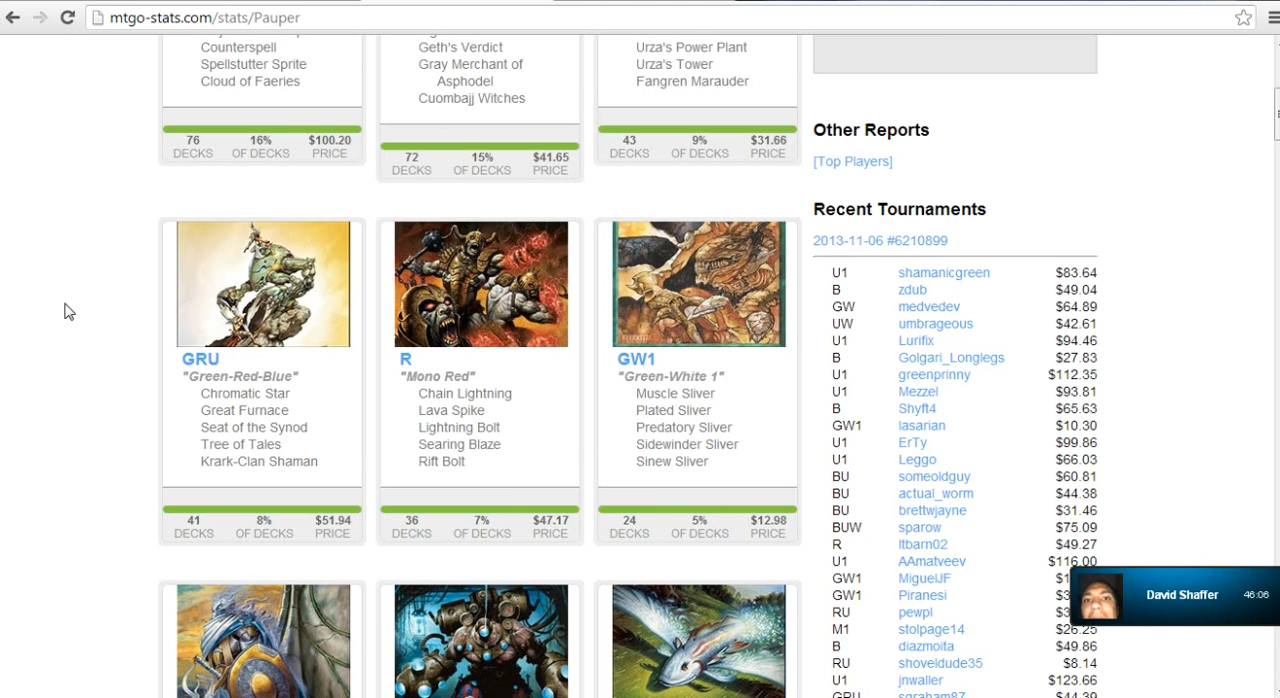 mtgo-stats.com/stats/Pauper
Counterspell
Spellstutter Sprite
Cloud of Faeries
76 16% $100.20
DECKS OF DECKS PRICE
Geth's Verdict
Gray Merchant of
Asphodel
Cuombajj Witches
72 15% $41.65
DECKS OF DECKS PRICE
Urza's Power Plant
Urza's Tower
Fangren Marauder
43 9% $31.66
DECKS OF DECKS PRICE
GRU
"Green-Red-Blue"
Chromatic Star
Great Furnace
Seat of the Synod
Tree of Tales
Krark-Clan Shaman
41 8% $51.94
DECKS OF DECKS PRICE
R
"Mono Red"
Chain Lightning
Lava Spike
Lightning Bolt
Searing Blaze
Rift Bolt
36 7% $47.17
DECKS OF DECKS PRICE
GW1
"Green-White 1"
Muscle Sliver
Plated Sliver
Predatory Sliver
Sidewinder Sliver
Sinew Sliver
24 5% $12.98
DECKS OF DECKS PRICE
Other Reports
[Top Players]
Recent Tournaments
2013-11-06 #6210899
U1 shamanicgreen $83.64
B zdub $49.04
GW medvedev $64.89
UW umbrageous $42.61
U1 Lurifix $94.46
B Golgari_Longlegs $27.83
U1 greenprinny $112.35
U1 Mezzel $93.81
B Shyft4 $65.63
GW1 lasarian $10.30
U1 ErTy $99.86
U1 Leggo $66.03
BU someoldguy $60.81
BU actual_worm $44.38
BU brettwjayne $31.46
BUW sparow $75.09
R ltbarn02 $49.27
U1 AAmatveev $116.00
GW1 MiguelJF
GW1 Piranesi
RU pewpl
M1 stolpage14 $26.25
B diazmoita $49.86
RU shoveldude35 $8.14
U1 jnwaller $123.66
GRU sgraham87 $44.39
David Shaffer 46:06